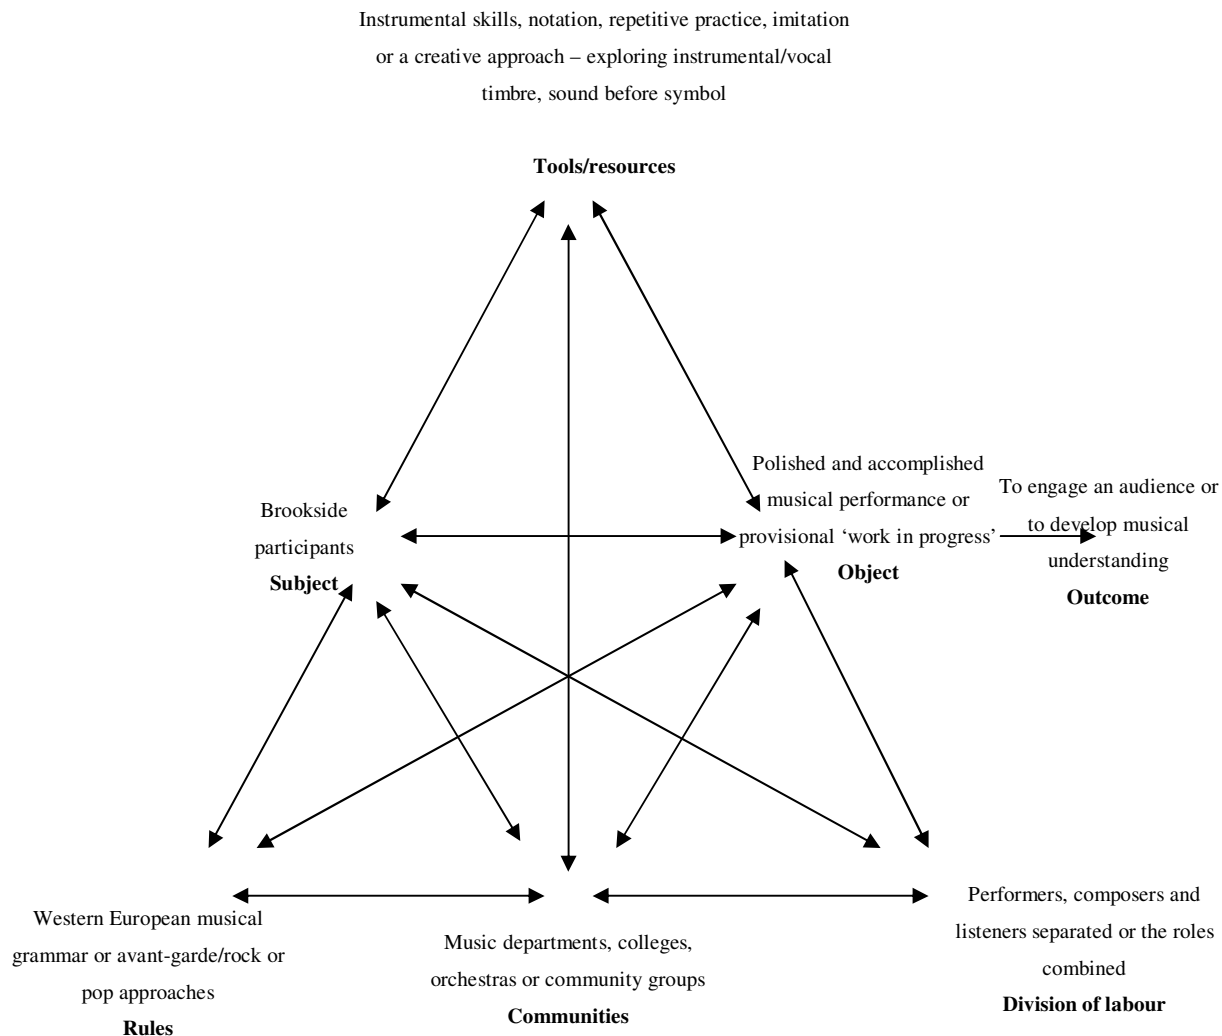 Instrumental skills, notation, repetitive practice, imitation
or a creative approach – exploring instrumental/vocal
timbre, sound before symbol
Tools/resources
Brookside
participants
Subject
Polished and accomplished
musical performance or
provisional ‘work in progress’
Object
To engage an audience or
to develop musical
understanding
Outcome
Western European musical
grammar or avant-garde/rock or
pop approaches
Rules
Music departments, colleges,
orchestras or community groups
Communities
Performers, composers and
listeners separated or the roles
combined
Division of labour